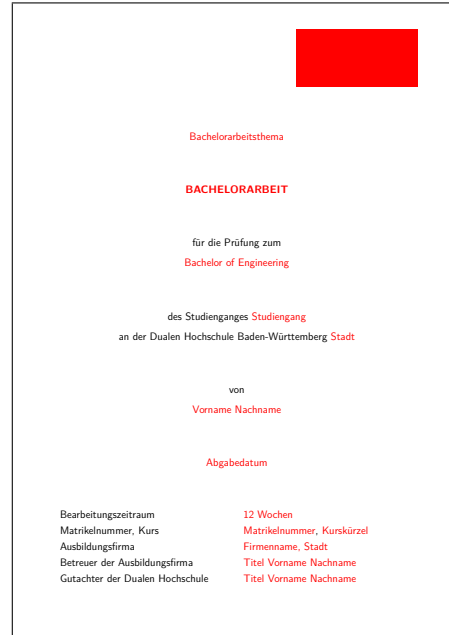 Bachelorarbeitsthema
BACHELORARBEIT
für die Prüfung zum
Bachelor of Engineering
des Studienganges Studiengang
an der Dualen Hochschule Baden-Württemberg Stadt
von
Vorname Nachname
Abgabedatum
Bearbeitungszeitraum 12 Wochen
Matrikelnummer, Kurs Matrikelnummer, Kurskürzel
Ausbildungsfirma Firmenname, Stadt
Betreuer der Ausbildungsfirma Titel Vorname Nachname
Gutachter der Dualen Hochschule Titel Vorname Nachname